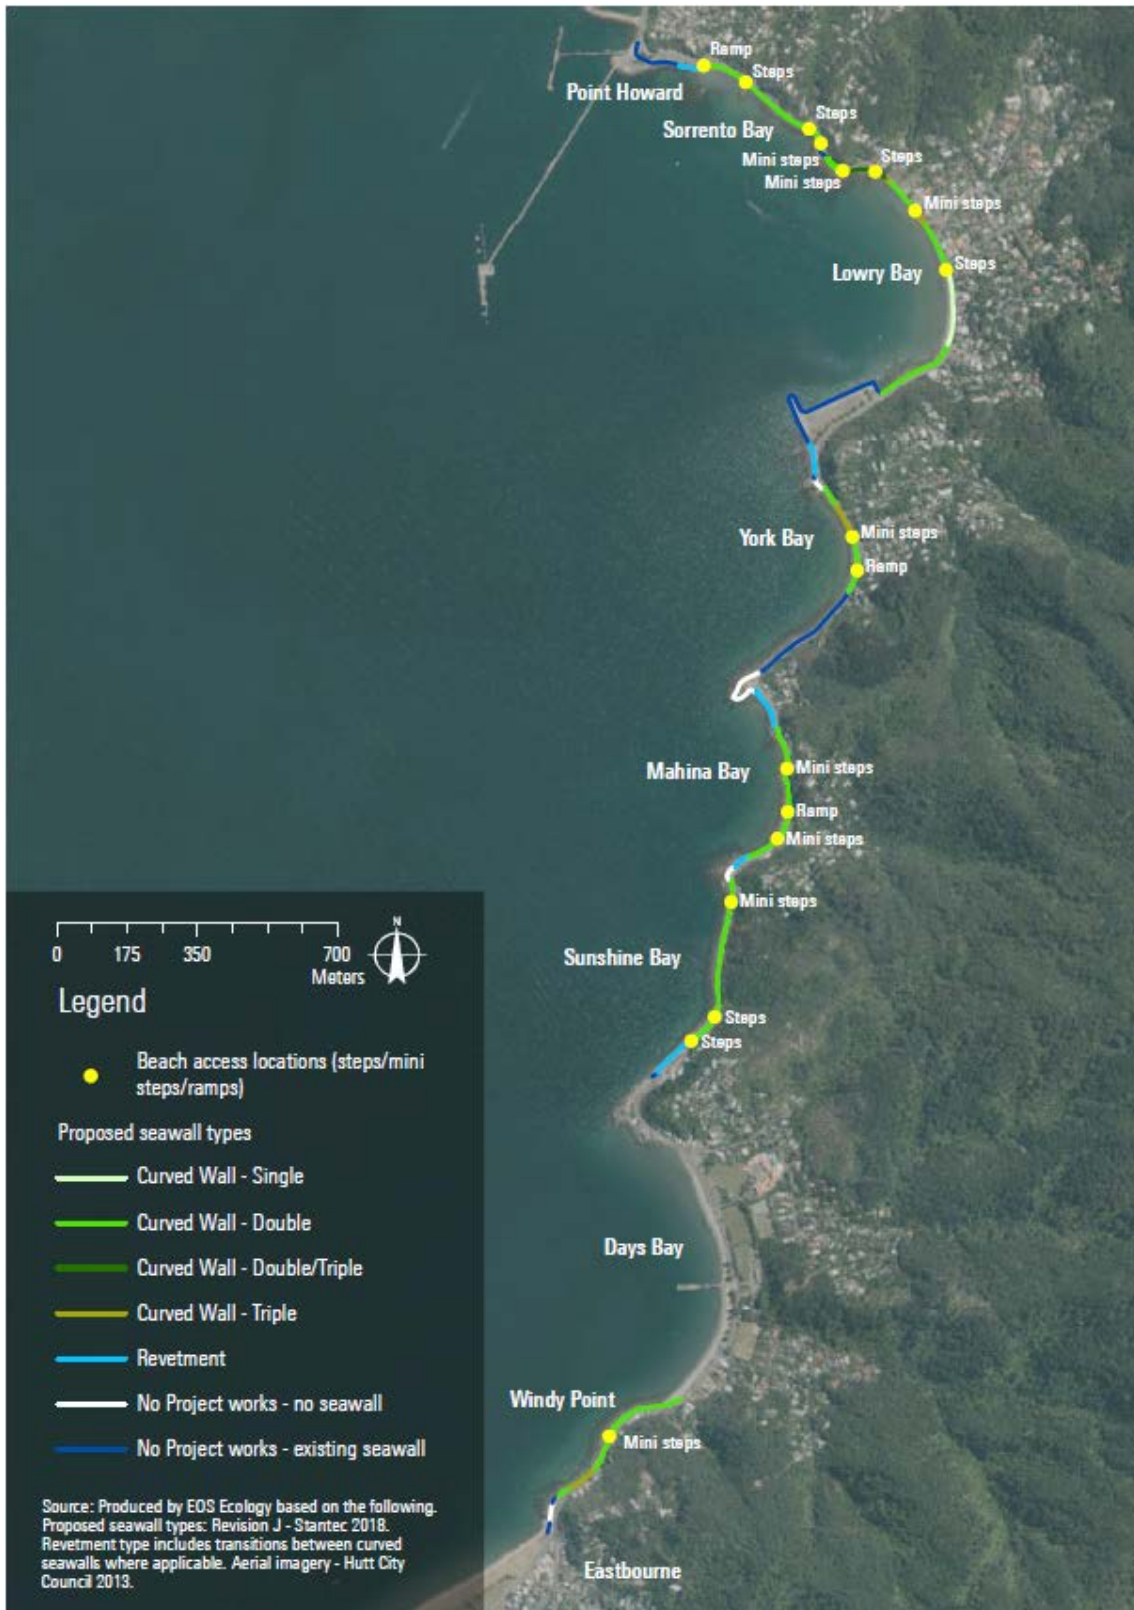 Ramp
Steps
Point Howard
Steps
Sorrento Bay
Mini steps
Steps
Mini steps
Mini steps
Lowry Bay
Steps
York Bay
Mini steps
Ramp
Mahina Bay
Mini steps
Ramp
Mini steps
Mini steps
Sunshine Bay
Steps
Steps
Days Bay
Windy Point
Mini steps
Eastbourne
N
0 175 350 700
Meters
Legend
Beach access locations (steps/mini
steps/ramps)
Proposed seawall types
Curved Wall - Single
Curved Wall - Double
Curved Wall - Double/Triple
Curved Wall - Triple
Revetment
No Project works - no seawall
No Project works - existing seawall
Source: Produced by EOS Ecology based on the following.
Proposed seawall types: Revision J - Stantec 2018.
Revetment type includes transitions between curved
seawalls where applicable. Aerial imagery - Hutt City
Council 2013.